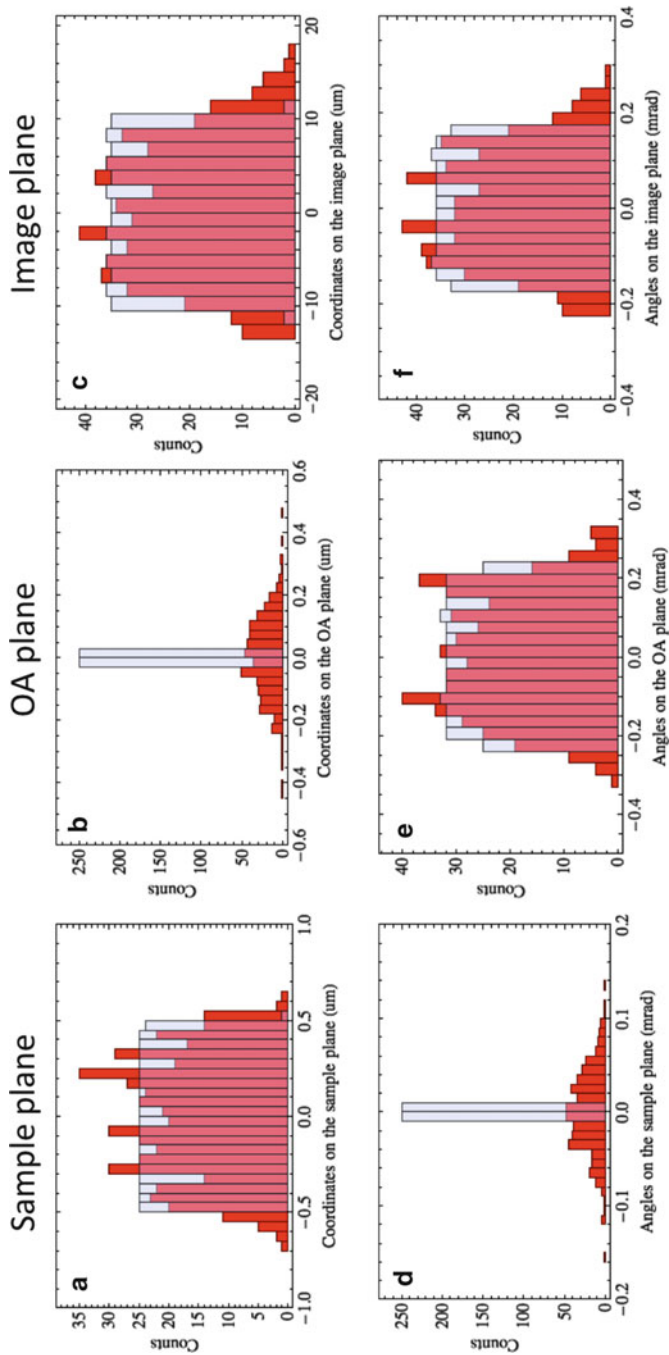 Sample plane
OA plane
Image plane
a
Counts
35
30
25
20
15
10
5
0
-1.0 -0.5 0.0 0.5 1.0
Coordinates on the sample plane (um)
b
Counts
250
200
150
100
50
0
-0.6 -0.4 -0.2 0.0 0.2 0.4 0.6
Coordinates on the OA plane (um)
c
Counts
40
30
20
10
0
-20 -10 0 10 20
Coordinates on the image plane (um)
d
Counts
250
200
150
100
50
0
-0.2 -0.1 0.0 0.1 0.2
Angles on the sample plane (mrad)
e
Counts
40
30
20
10
0
-0.4 -0.2 0.0 0.2 0.4
Angles on the OA plane (mrad)
f
Counts
40
30
20
10
0
-0.4 -0.2 0.0 0.2 0.4
Angles on the image plane (mrad)